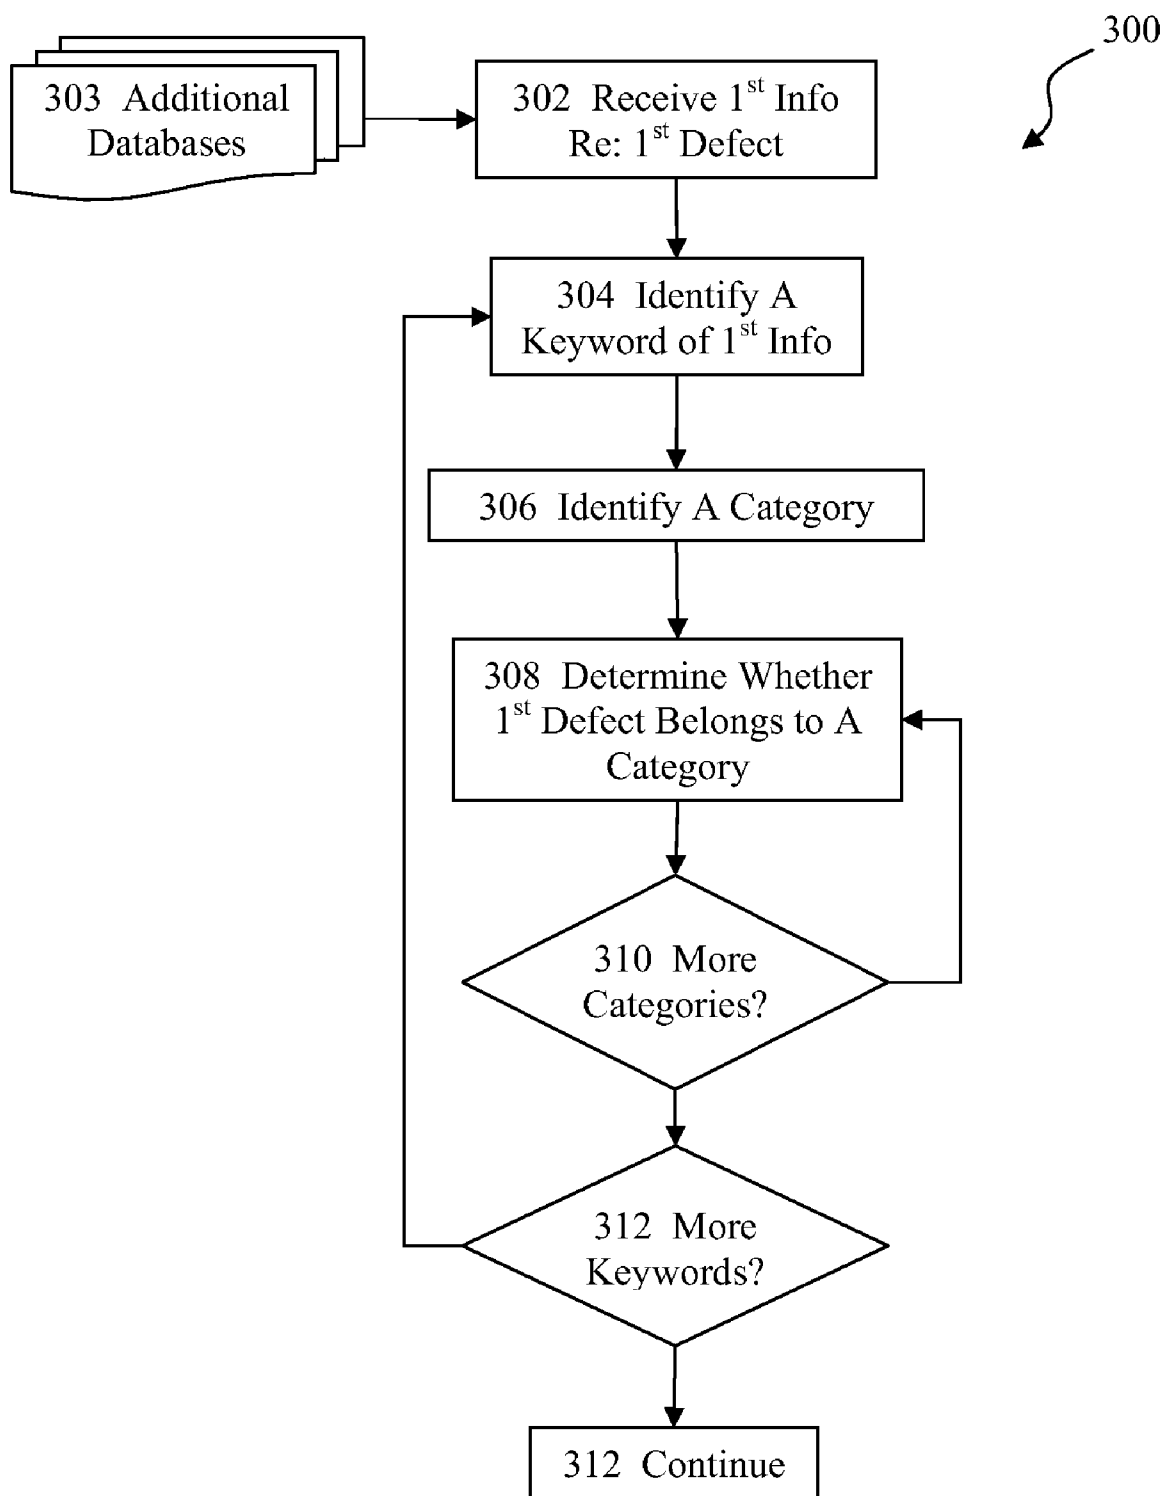 300
303 Additional
Databases
302 Receive 1st Info
Re: 1st Defect
304 Identify A
Keyword of 1st Info
306 Identify A Category
308 Determine Whether
1st Defect Belongs to A
Category
310 More
Categories?
312 More
Keywords?
312 Continue